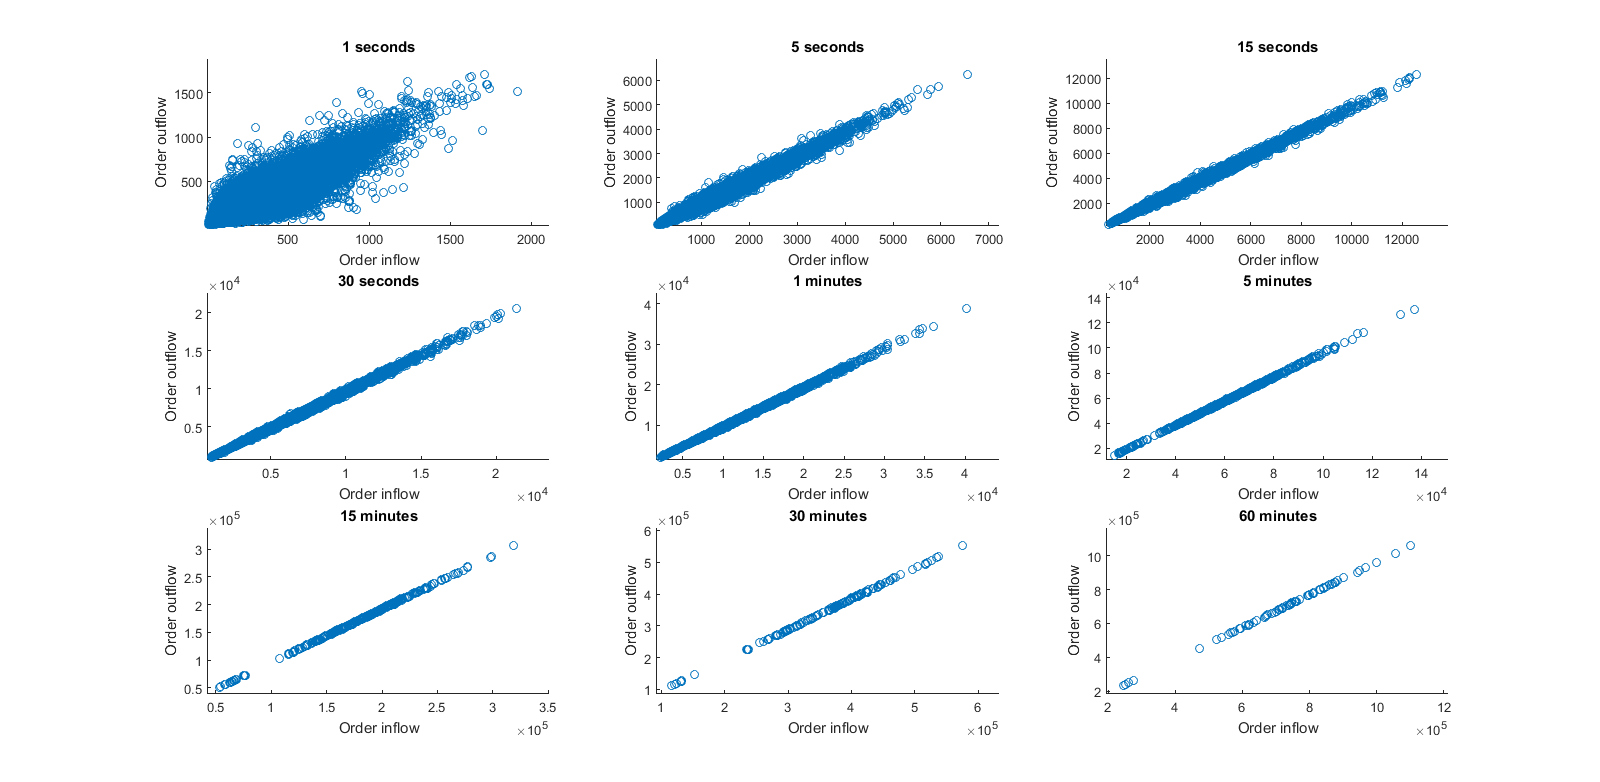 1 seconds
Order outflow
1500
1000
500
500 1000 1500 2000
Order inflow
5 seconds
Order outflow
6000
5000
4000
3000
2000
1000
1000 2000 3000 4000 5000 6000 7000
Order inflow
15 seconds
Order outflow
12000
10000
8000
6000
4000
2000
2000 4000 6000 8000 10000 12000
Order inflow
30 seconds
×10^4
Order outflow
2
1.5
1
0.5
0.5 1 1.5 2
×10^4
Order inflow
1 minutes
×10^4
Order outflow
4
3
2
1
0.5 1 1.5 2 2.5 3 3.5 4
×10^4
Order inflow
5 minutes
×10^4
Order outflow
14
12
10
8
6
4
2
2 4 6 8 10 12 14
×10^4
Order inflow
15 minutes
×10^5
Order outflow
3
2.5
2
1.5
1
0.5
0.5 1 1.5 2 2.5 3 3.5
×10^5
Order inflow
30 minutes
×10^5
Order outflow
6
5
4
3
2
1
1 2 3 4 5 6
×10^5
Order inflow
60 minutes
×10^5
Order outflow
10
8
6
4
2
2 4 6 8 10 12
×10^5
Order inflow